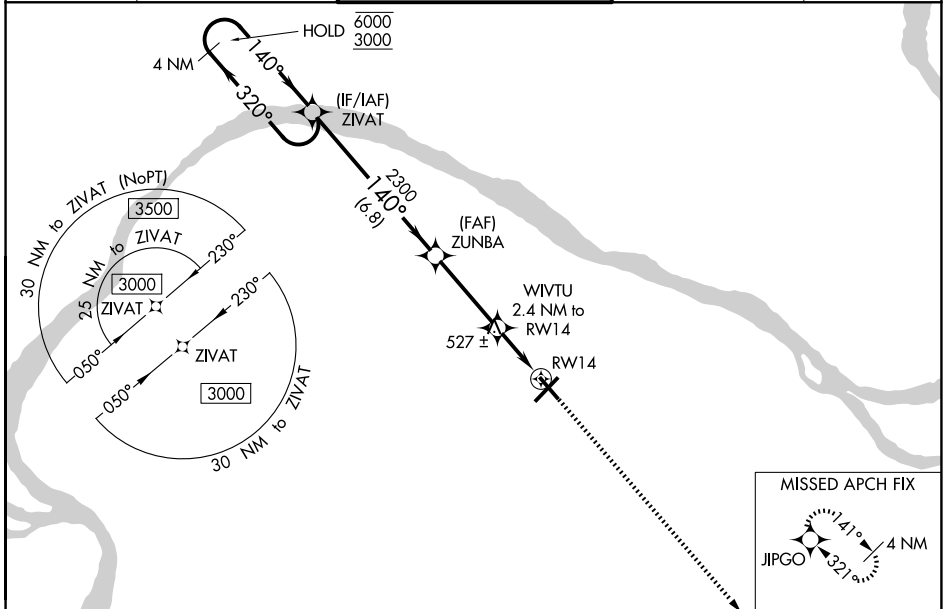 HOLD 6000
3000
4 NM
140°
320°
(IF/IAF)
ZIVAT
2300
140°
(6.8)
(FAF)
ZUNBA
WIVTU
2.4 NM to
RW14
527 ±
RW14
30 NM to ZIVAT (NoPT)
3500
25 NM to ZIVAT
3000
ZIVAT
230°
050°
230°
ZIVAT
050°
3000
30 NM to ZIVAT
MISSED APCH FIX
141°
4 NM
JIPGO
321°